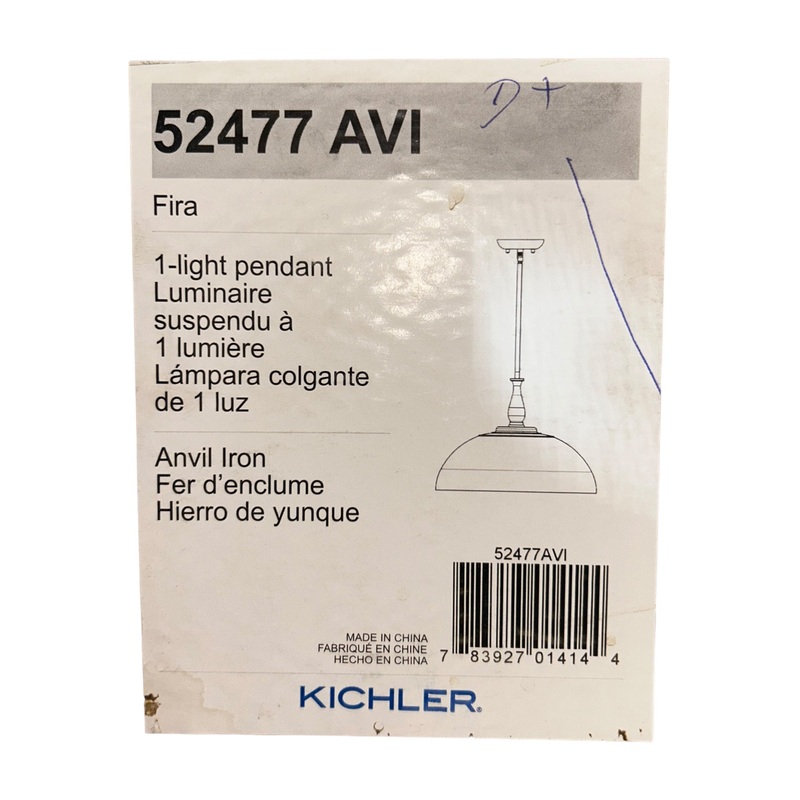 52477 AVI
D+
Fira
1-light pendant
Luminaire
suspendu à
1 lumière
Lámpara colgante
de 1 luz
Anvil Iron
Fer d'enclume
Hierro de yunque
52477AVI
7 83927 01414 4
MADE IN CHINA
FABRIQUÉ EN CHINE
HECHO EN CHINA
KICHLER®